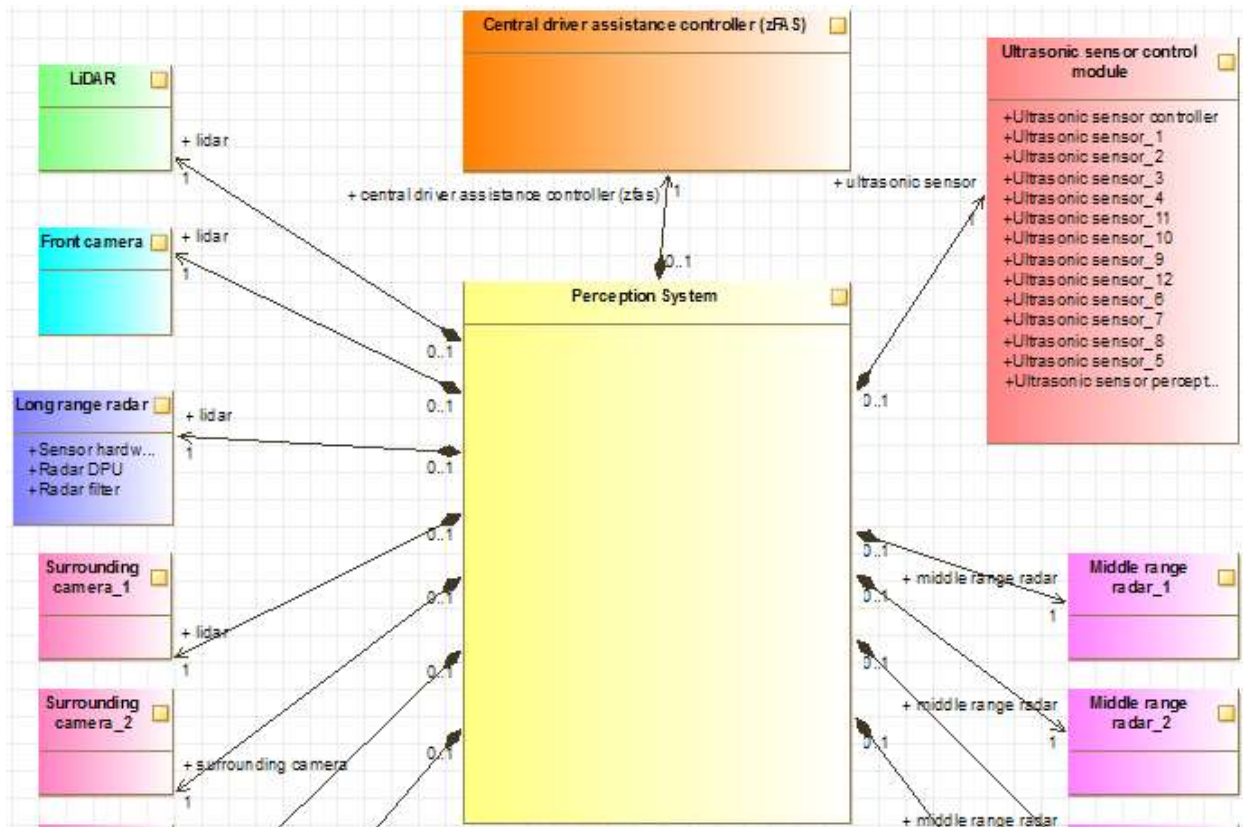 Central driver assistance controller (zFAS)
LiDAR
+ lidar
1
+ central driver assistance controller (zfas)
1
0..1
Ultrasonic sensor control
module
+Ultrasonic sensor controller
+Ultrasonic sensor_1
+Ultrasonic sensor_2
+Ultrasonic sensor_3
+Ultrasonic sensor_4
+Ultrasonic sensor_11
+Ultrasonic sensor_10
+Ultrasonic sensor_9
+Ultrasonic sensor_12
+Ultrasonic sensor_6
+Ultrasonic sensor_7
+Ultrasonic sensor_8
+Ultrasonic sensor_5
+Ultrasonic sensor percept...
+ ultrasonic sensor
1
0..1
Front camera
+ lidar
1
Perception System
0..1
0..1
Long range radar
+Sensor hardw...
+Radar DPU
+Radar filter
+ lidar
1
0..1
Surrounding
camera_1
+ lidar
1
0..1
Surrounding
camera_2
+ surrounding camera
1
0..1
0..1
0..1
0..1
+ middle range radar
1
Middle range
radar_1
0..1
+ middle range radar
1
Middle range
radar_2
0..1
0..1
+ middle range radar